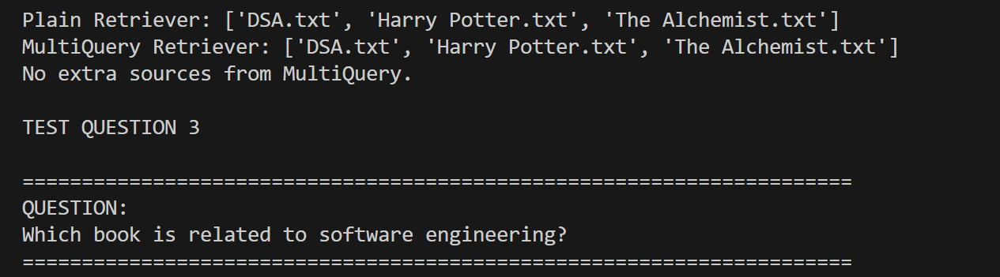 Plain Retriever: ['DSA.txt', 'Harry Potter.txt', 'The Alchemist.txt']
MultiQuery Retriever: ['DSA.txt', 'Harry Potter.txt', 'The Alchemist.txt']
No extra sources from MultiQuery.
TEST QUESTION 3
======================================================================
QUESTION:
Which book is related to software engineering?
======================================================================